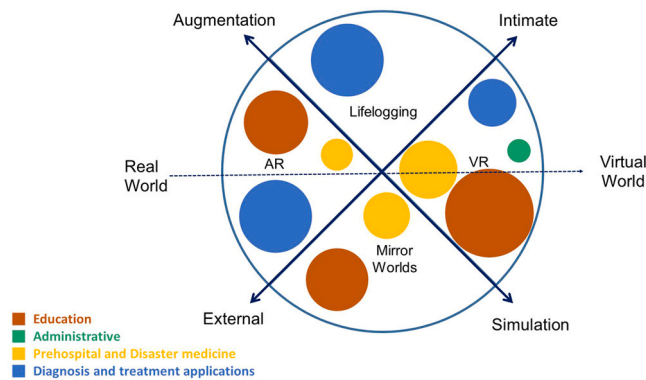 Augmentation
Intimate
Lifelogging
AR
VR
Real
World
Virtual
World
Mirror
Worlds
External
Simulation
Education
Administrative
Prehospital and Disaster medicine
Diagnosis and treatment applications